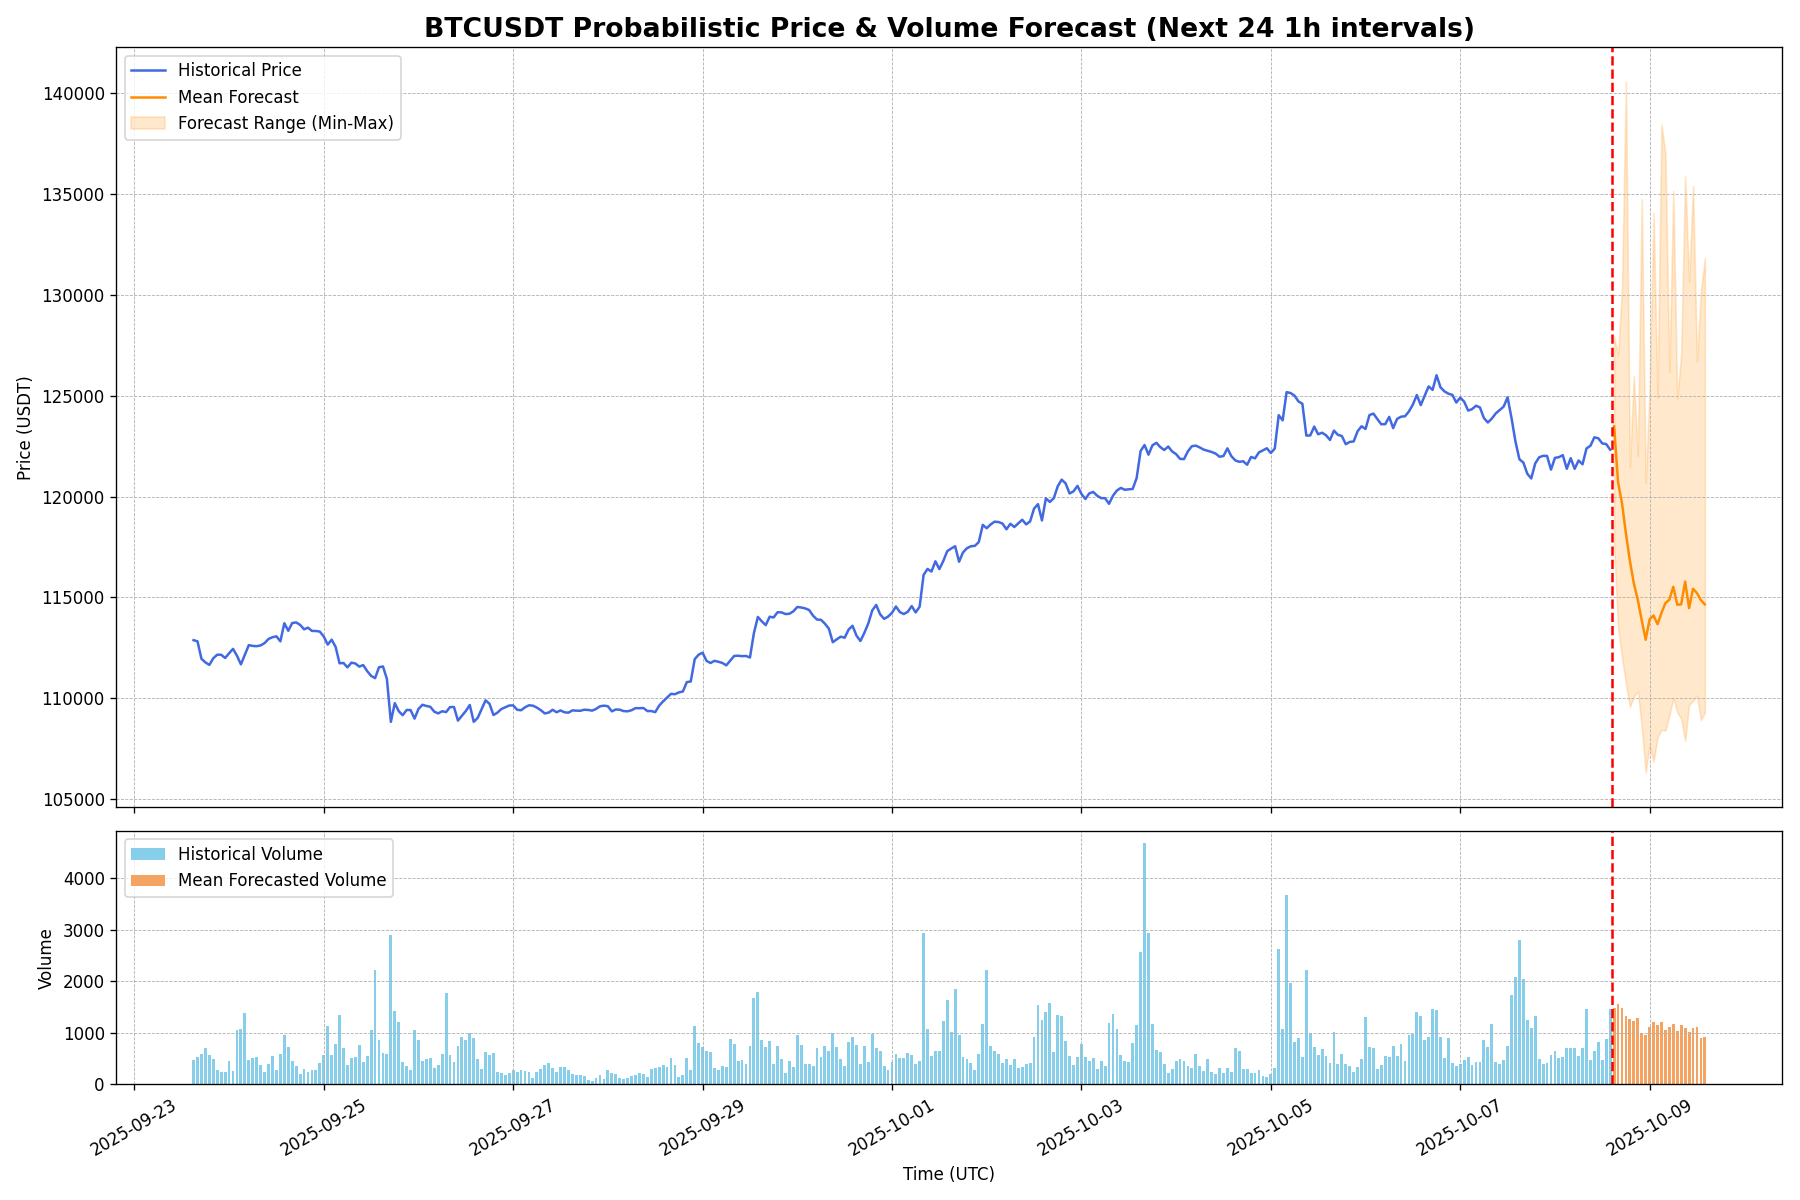 BTCUSDT Probabilistic Price & Volume Forecast (Next 24 1h intervals)
Historical Price
Mean Forecast
Forecast Range (Min-Max)
140000
135000
130000
125000
120000
115000
110000
105000
Price (USDT)
Historical Volume
Mean Forecasted Volume
4000
3000
2000
1000
0
Volume
2025-09-23
2025-09-25
2025-09-27
2025-09-29
2025-10-01
2025-10-03
2025-10-05
2025-10-07
2025-10-09
Time (UTC)